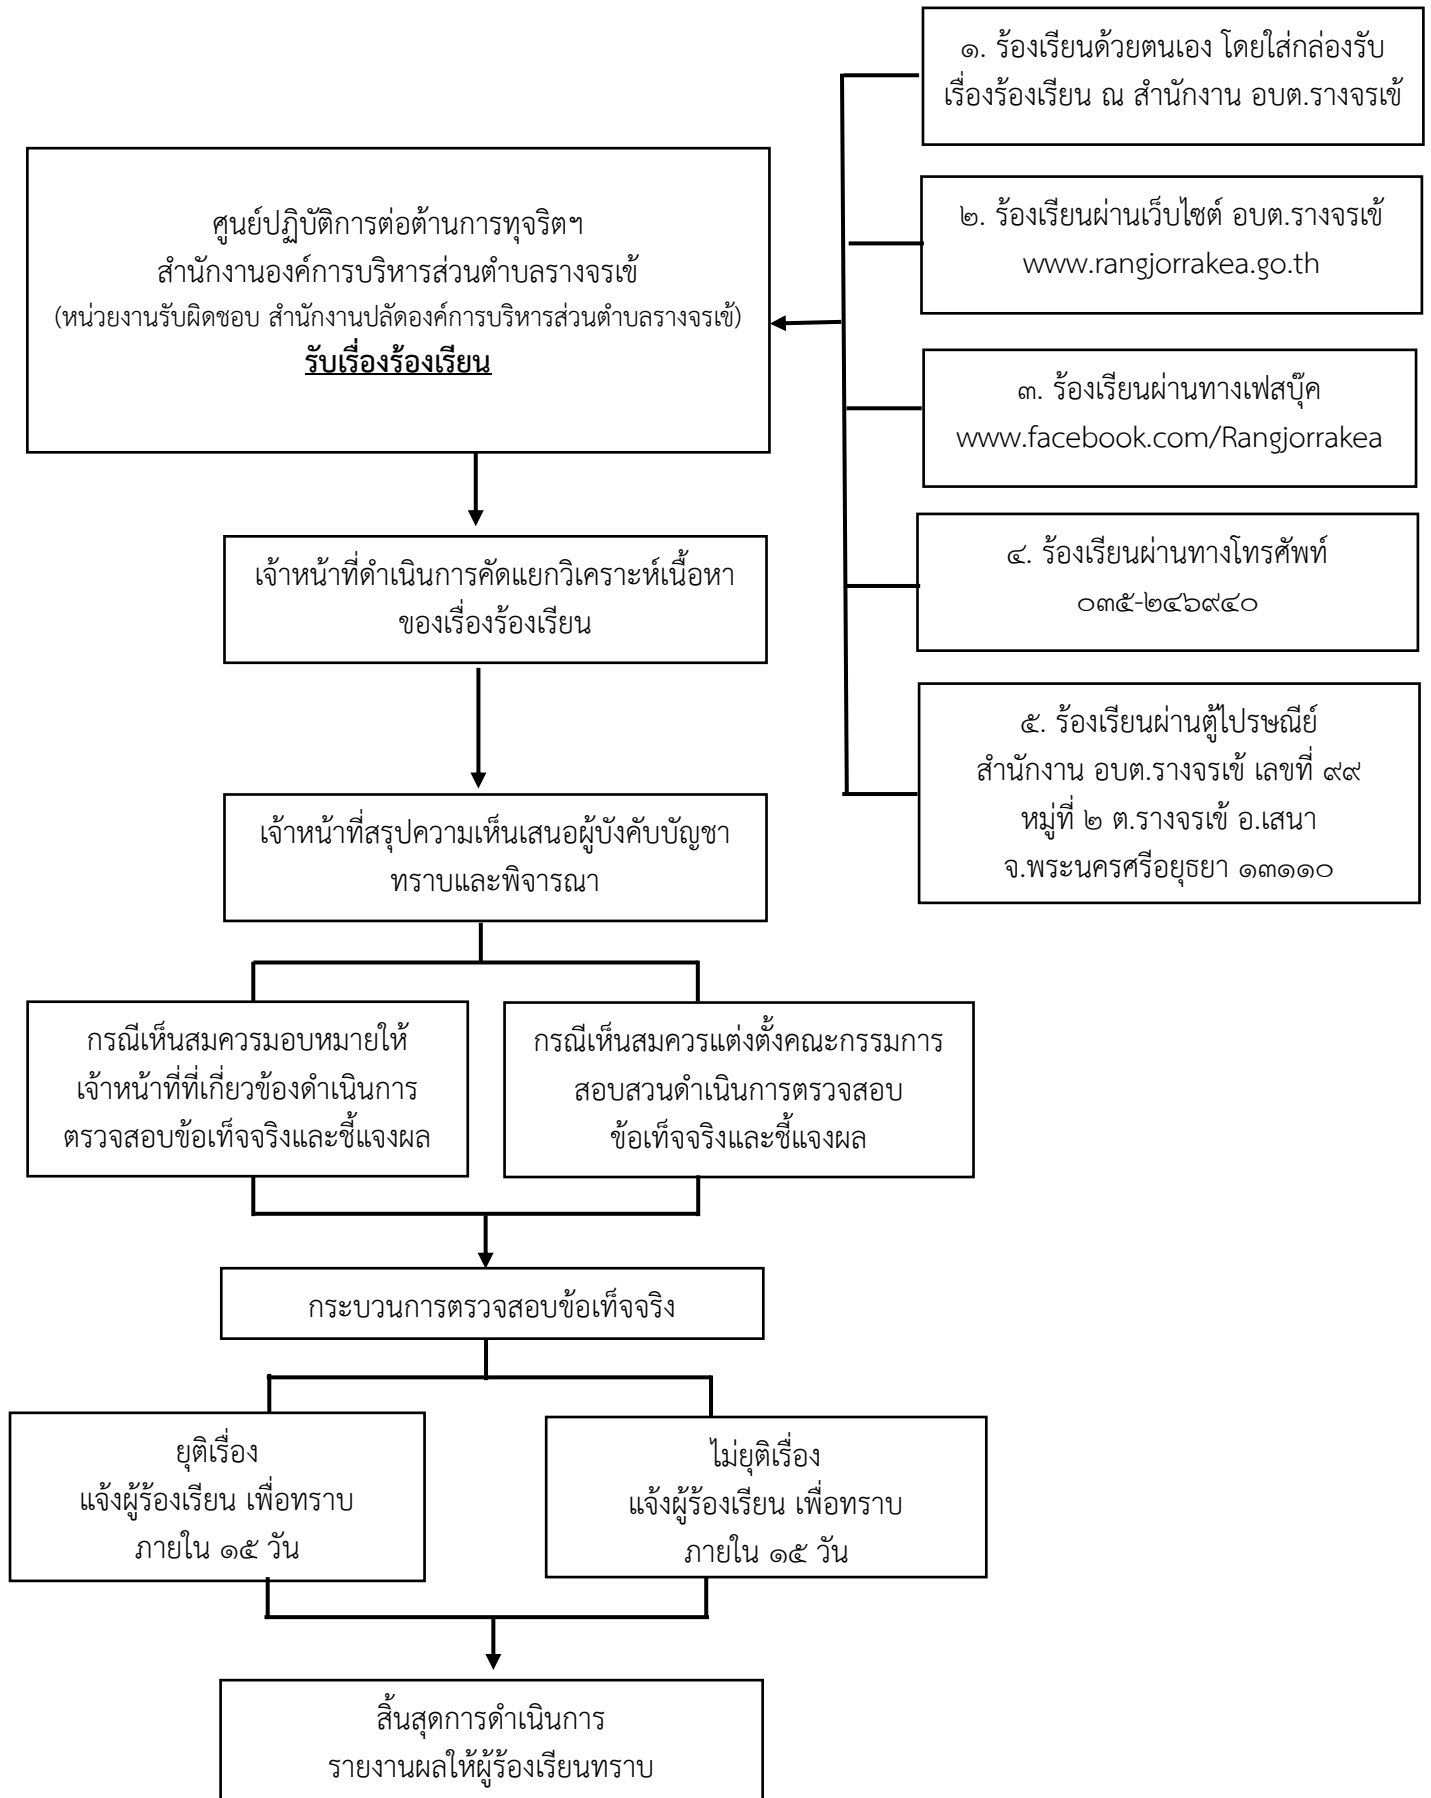 ๑. ร้องเรียนด้วยตนเอง โดยใส่กล่องรับ
เรื่องร้องเรียน ณ สำนักงาน อบต.รางจรเข้
๒. ร้องเรียนผ่านเว็บไซต์ อบต.รางจรเข้
www.rangjorrakea.go.th
๓. ร้องเรียนผ่านทางเฟสบุ๊ค
www.facebook.com/Rangjorrakea
๔. ร้องเรียนผ่านทางโทรศัพท์
๐๓๕-๒๔๖๙๔๐
๕. ร้องเรียนผ่านตู้ไปรษณีย์
สำนักงาน อบต.รางจรเข้ เลขที่ ๙๙
หมู่ที่ ๒ ต.รางจรเข้ อ.เสนา
จ.พระนครศรีอยุธยา ๑๓๑๑๐
ศูนย์ปฏิบัติการต่อต้านการทุจริตฯ
สำนักงานองค์การบริหารส่วนตำบลรางจรเข้
(หน่วยงานรับผิดชอบ สำนักงานปลัดองค์การบริหารส่วนตำบลรางจรเข้)
รับเรื่องร้องเรียน
เจ้าหน้าที่ดำเนินการคัดแยกวิเคราะห์เนื้อหา
ของเรื่องร้องเรียน
เจ้าหน้าที่สรุปความเห็นเสนอผู้บังคับบัญชา
ทราบและพิจารณา
กรณีเห็นสมควรมอบหมายให้
เจ้าหน้าที่ที่เกี่ยวข้องดำเนินการ
ตรวจสอบข้อเท็จจริงและชี้แจงผล
กรณีเห็นสมควรแต่งตั้งคณะกรรมการ
สอบสวนดำเนินการตรวจสอบ
ข้อเท็จจริงและชี้แจงผล
กระบวนการตรวจสอบข้อเท็จจริง
ยุติเรื่อง
แจ้งผู้ร้องเรียน เพื่อทราบ
ภายใน ๑๕ วัน
ไม่ยุติเรื่อง
แจ้งผู้ร้องเรียน เพื่อทราบ
ภายใน ๑๕ วัน
สิ้นสุดการดำเนินการ
รายงานผลให้ผู้ร้องเรียนทราบ